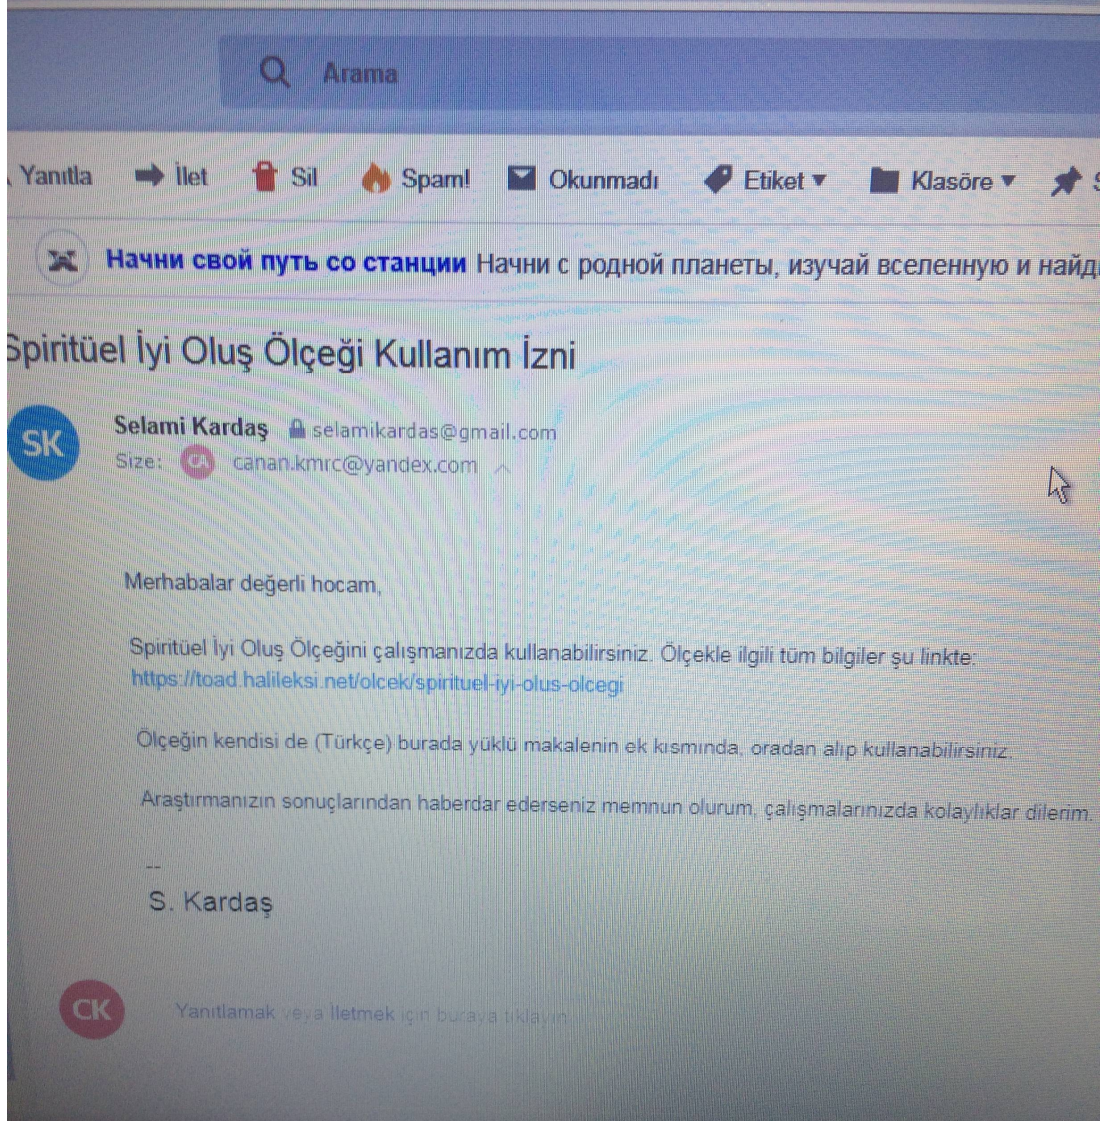 Arama
Yanıtla İlet Sil Spam! Okunmadı Etiket Klasöre
Начни свой путь со станции Начни с родной планеты, изучай вселенную и найд
Spiritüel İyi Oluş Ölçeği Kullanım İzni
SK
Selami Kardaş selamikardas@gmail.com
Size: CA canan.kmrc@yandex.com
Merhabalar değerli hocam,
Spiritüel İyi Oluş Ölçeğini çalışmanızda kullanabilirsiniz. Ölçekle ilgili tüm bilgiler şu linkte:
https://toad.halileksi.net/olcek/spirituel-iyi-olus-olcegi
Ölçeğin kendisi de (Türkçe) burada yüklü makalenin ek kısmında, oradan alıp kullanabilirsiniz.
Araştırmanızın sonuçlarından haberdar ederseniz memnun olurum, çalışmalarınızda kolaylıklar dilerim.
--
S. Kardaş
CK Yanıtlamak veya İletmek için buraya tıklayın